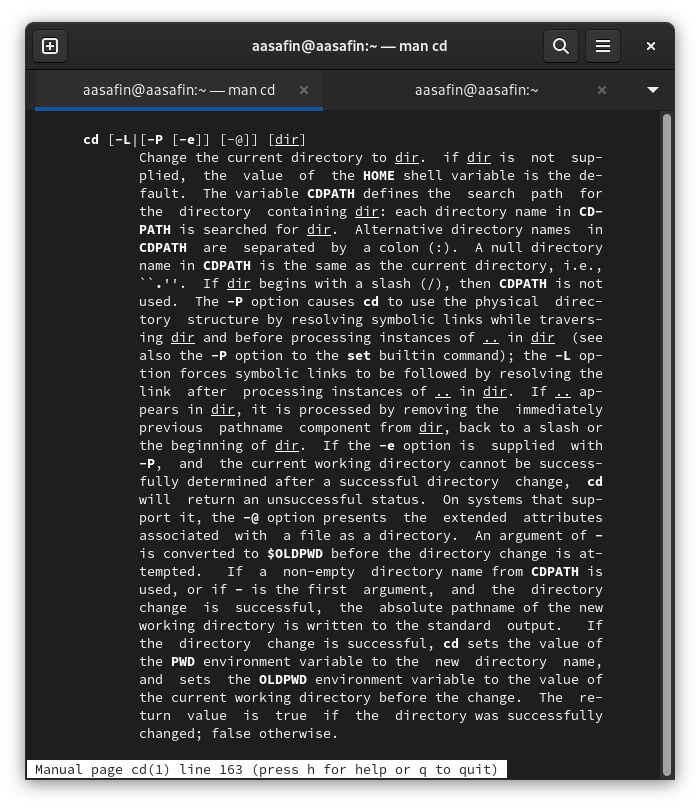 aasafin@aasafin:~ — man cd
aasafin@aasafin:~ — man cd
aasafin@aasafin:~
cd [-L|[-P [-e]] [-@]] [dir]
Change the current directory to dir.  if dir is  not  sup-
plied,  the  value  of  the HOME shell variable is the de-
fault.  The variable CDPATH defines the  search  path  for
the  directory  containing dir: each directory name in CD-
PATH is searched for dir.  Alternative directory names  in
CDPATH  are  separated  by  a colon (:).  A null directory
name in CDPATH is the same as the current directory, i.e.,
``.''.  If dir begins with a slash (/), then CDPATH is not
used.  The -P option causes cd to use the physical  direc-
tory  structure by resolving symbolic links while travers-
ing dir and before processing instances of .. in dir  (see
also the -P option to the set builtin command); the -L op-
tion forces symbolic links to be followed by resolving the
link  after  processing instances of .. in dir.  If .. ap-
pears in dir, it is processed by removing the  immediately
previous  pathname  component from dir, back to a slash or
the beginning of dir.  If the -e option is  supplied  with
-P,  and  the current working directory cannot be success-
fully determined after a successful directory  change,  cd
will  return an unsuccessful status.  On systems that sup-
port it, the -@ option presents  the  extended  attributes
associated  with  a file as a directory.  An argument of -
is converted to $OLDPWD before the directory change is at-
tempted.   If  a  non-empty  directory name from CDPATH is
used, or if - is the first  argument,  and  the  directory
change  is  successful,  the  absolute pathname of the new
working directory is written to the standard  output.   If
the  directory  change is successful, cd sets the value of
the PWD environment variable to the  new  directory  name,
and  sets  the OLDPWD environment variable to the value of
the current working directory before the change.  The  re-
turn  value  is  true  if  the  directory was successfully
changed; false otherwise.
Manual page cd(1) line 163 (press h for help or q to quit)